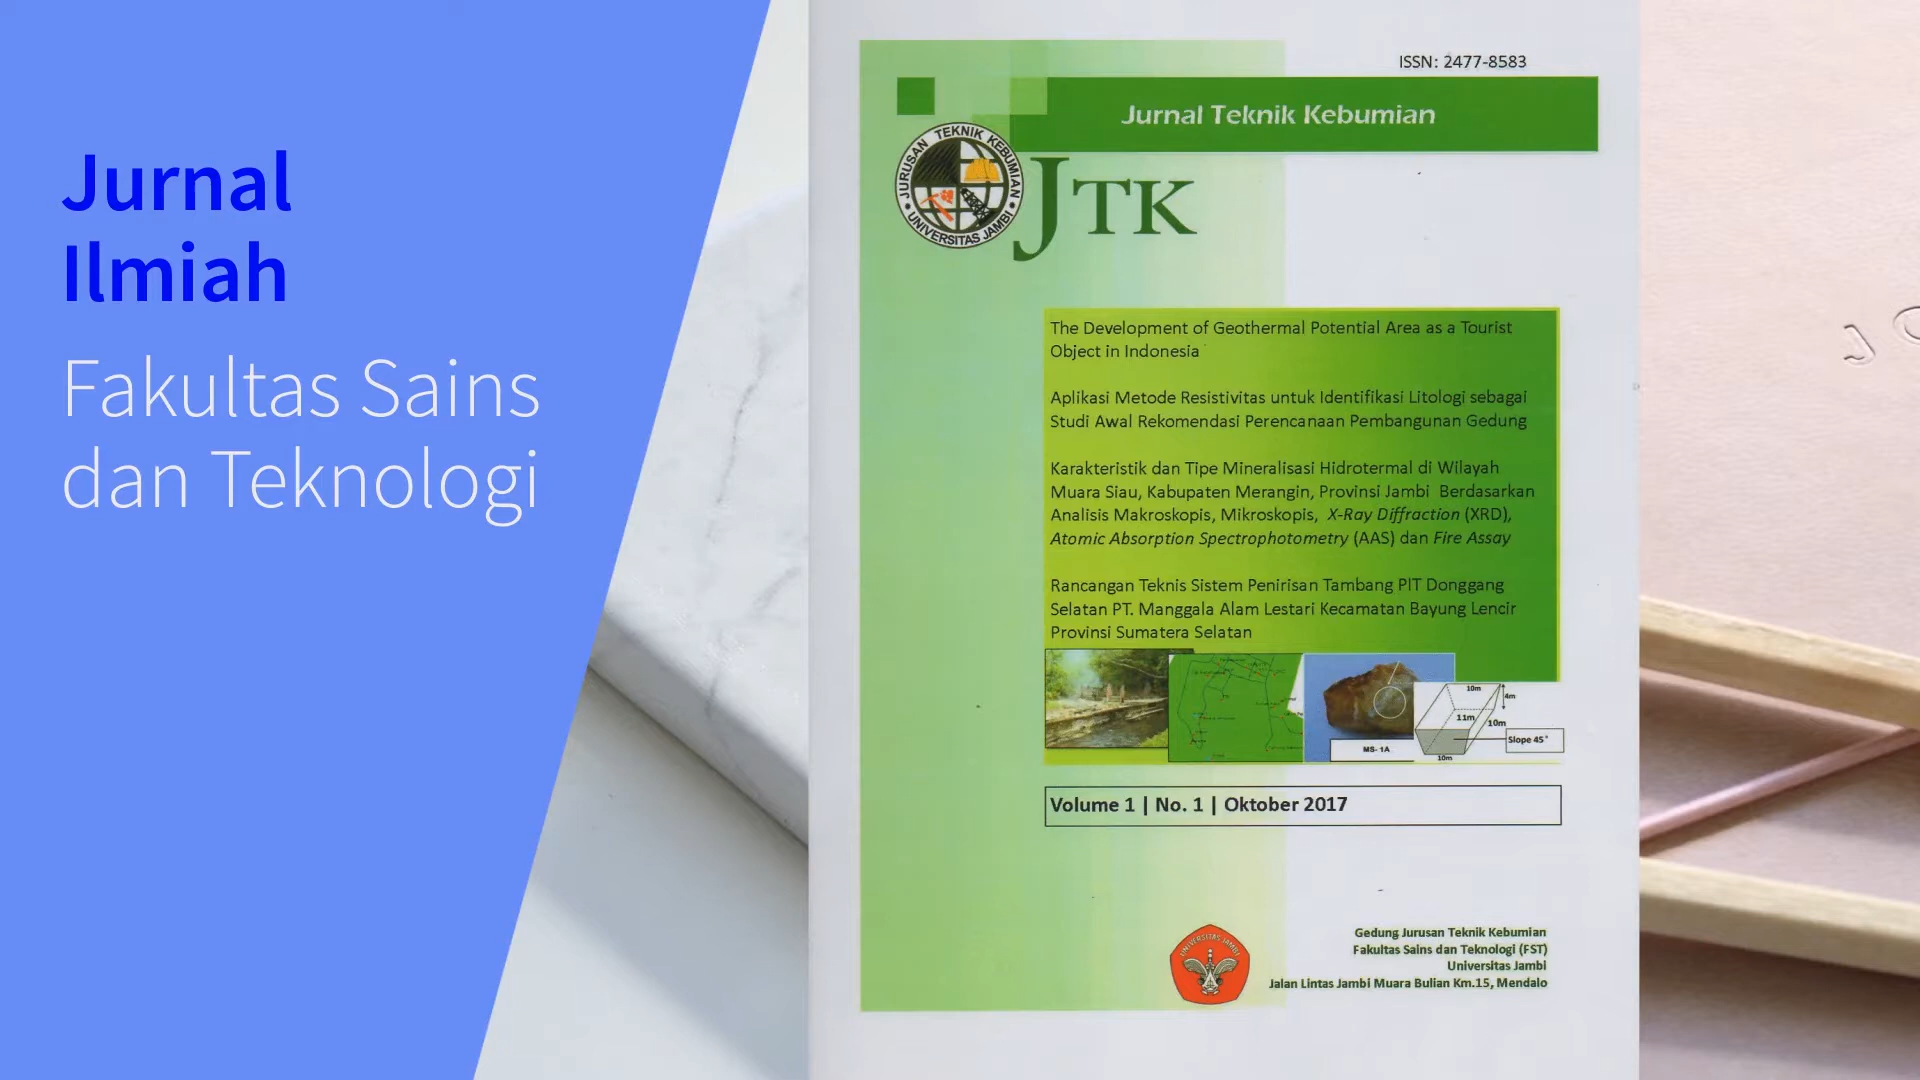 Jurnal
Ilmiah
Fakultas Sains
dan Teknologi
ISSN: 2477-8583
Jurnal Teknik Kebumian
JURUSAN TEKNIK KEBUMIAN
UNIVERSITAS JAMBI
JTK
The Development of Geothermal Potential Area as a Tourist
Object in Indonesia
Aplikasi Metode Resistivitas untuk Identifikasi Litologi sebagai
Studi Awal Rekomendasi Perencanaan Pembangunan Gedung
Karakteristik dan Tipe Mineralisasi Hidrotermal di Wilayah
Muara Siau, Kabupaten Merangin, Provinsi Jambi Berdasarkan
Analisis Makroskopis, Mikroskopis, X-Ray Diffraction (XRD),
Atomic Absorption Spectrophotometry (AAS) dan Fire Assay
Rancangan Teknis Sistem Penirisan Tambang PIT Donggang
Selatan PT. Manggala Alam Lestari Kecamatan Bayung Lencir
Provinsi Sumatera Selatan
MS- 1A
10m
4m
11m
10m
Slope 45°
10m
Volume 1 | No. 1 | Oktober 2017
UNIVERSITAS JAMBI
Gedung Jurusan Teknik Kebumian
Fakultas Sains dan Teknologi (FST)
Universitas Jambi
Jalan Lintas Jambi Muara Bulian Km.15, Mendalo